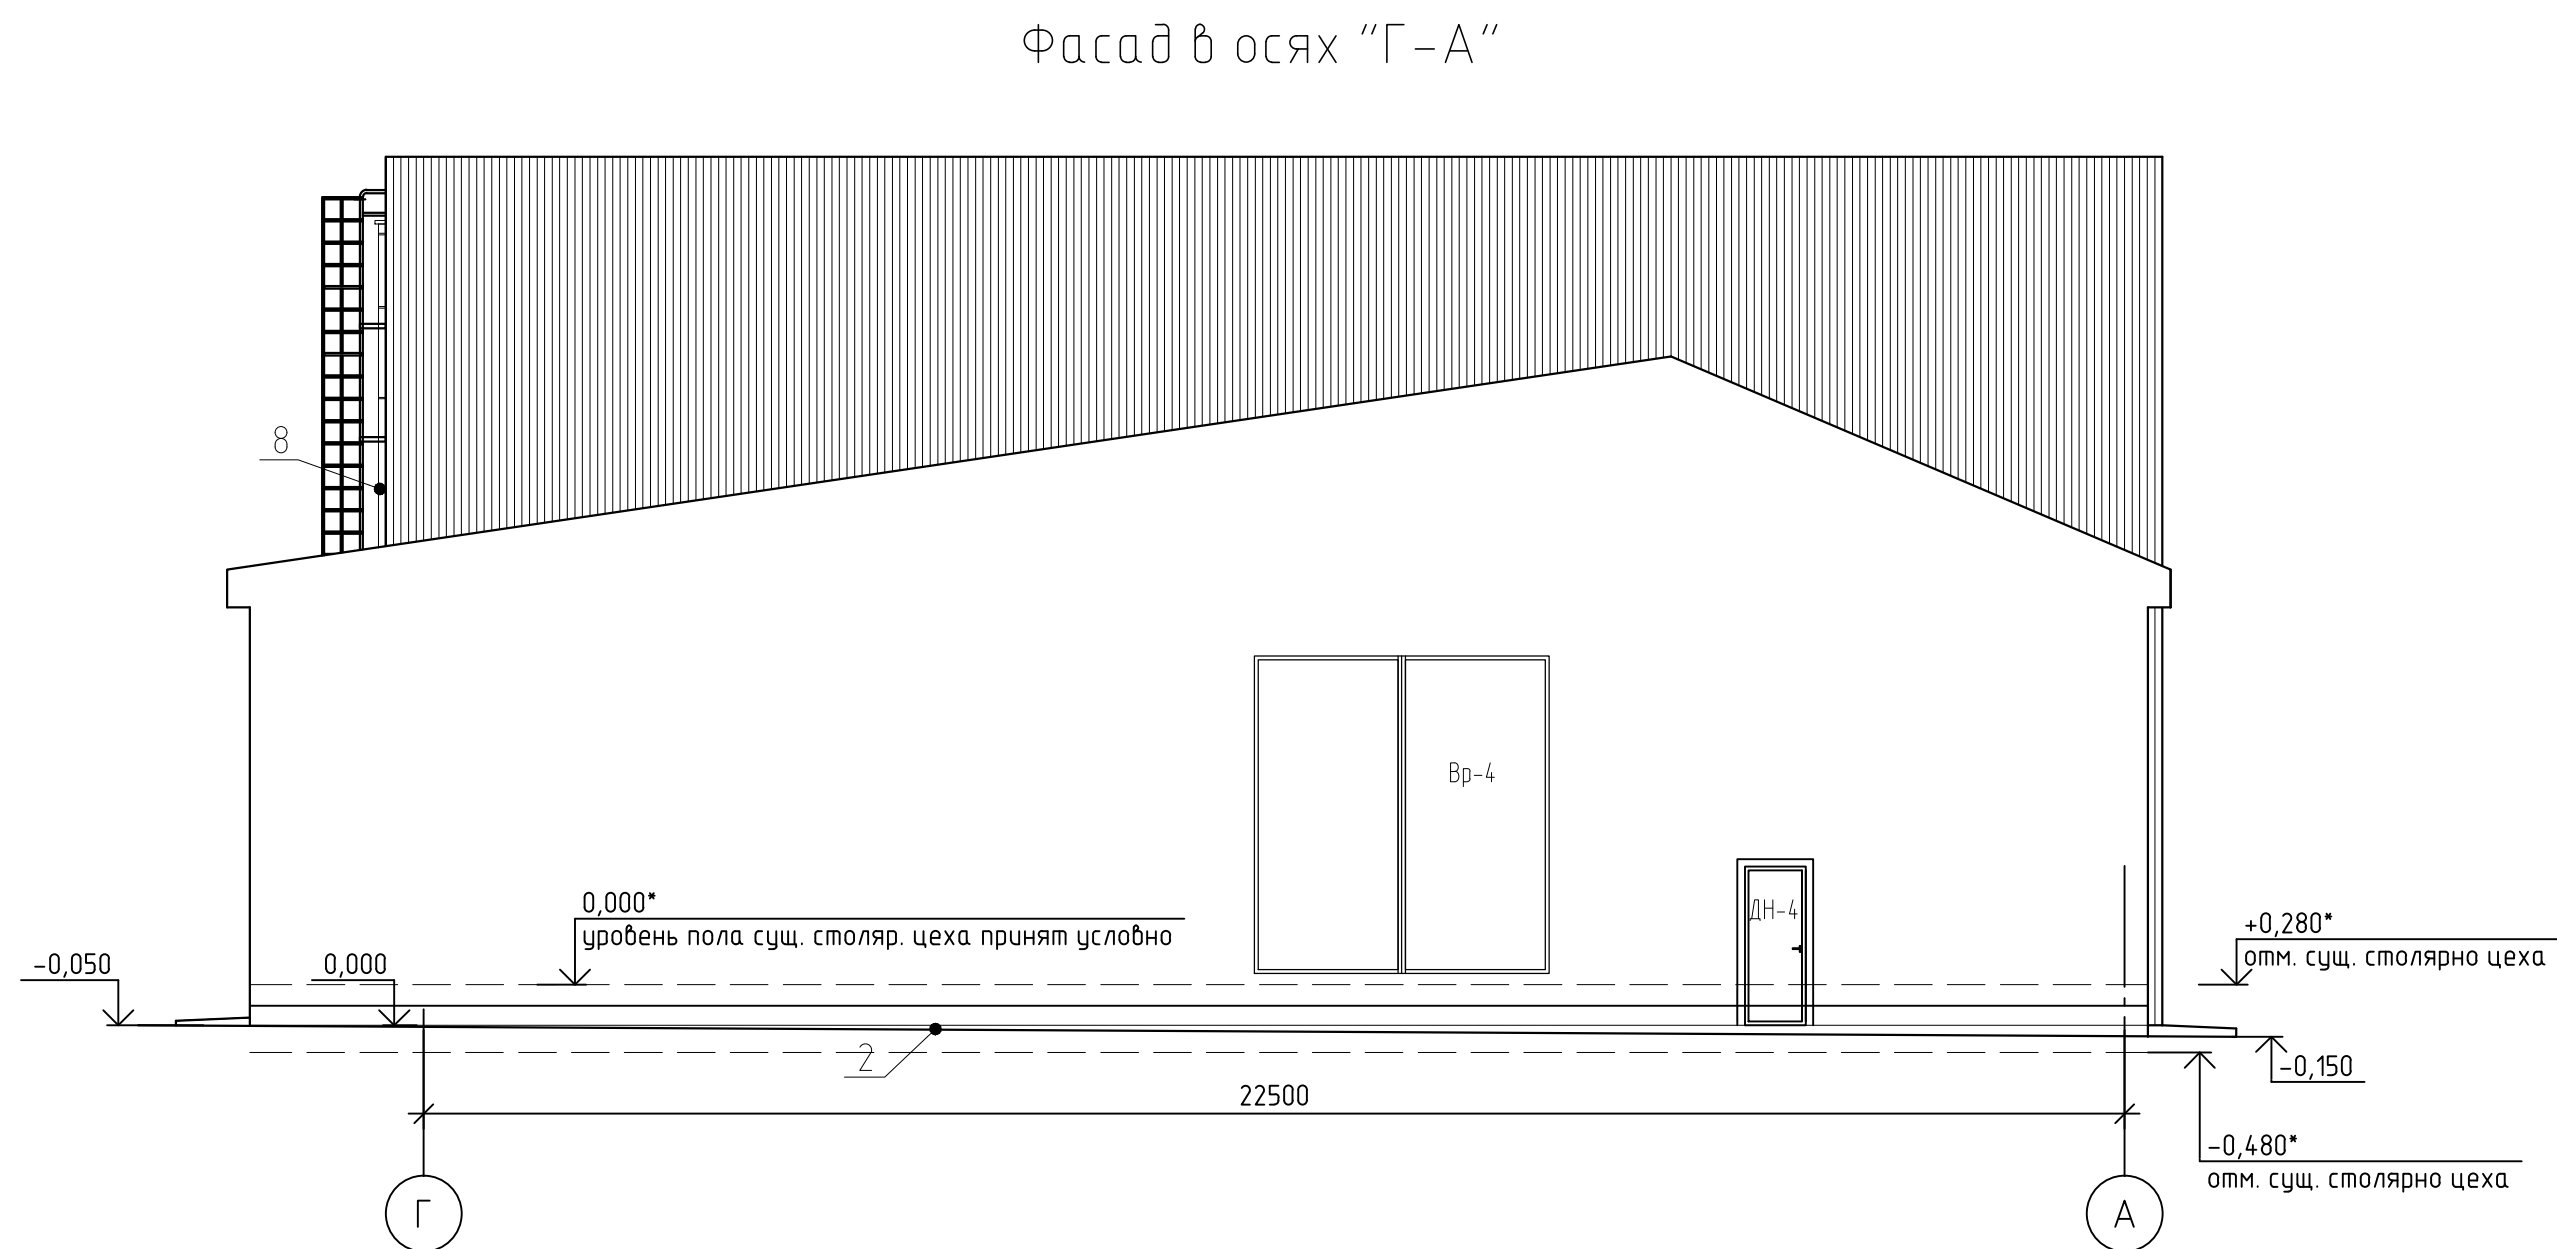 Фасад в осях "Г-А"
8
Вр-4
ДН-4
0,000*
уровень пола сущ. столяр. цеха принят условно
+0,280*
отм. сущ. столярно цеха
-0,050
0,000
2
-0,150
22500
-0,480*
отм. сущ. столярно цеха
Г
А